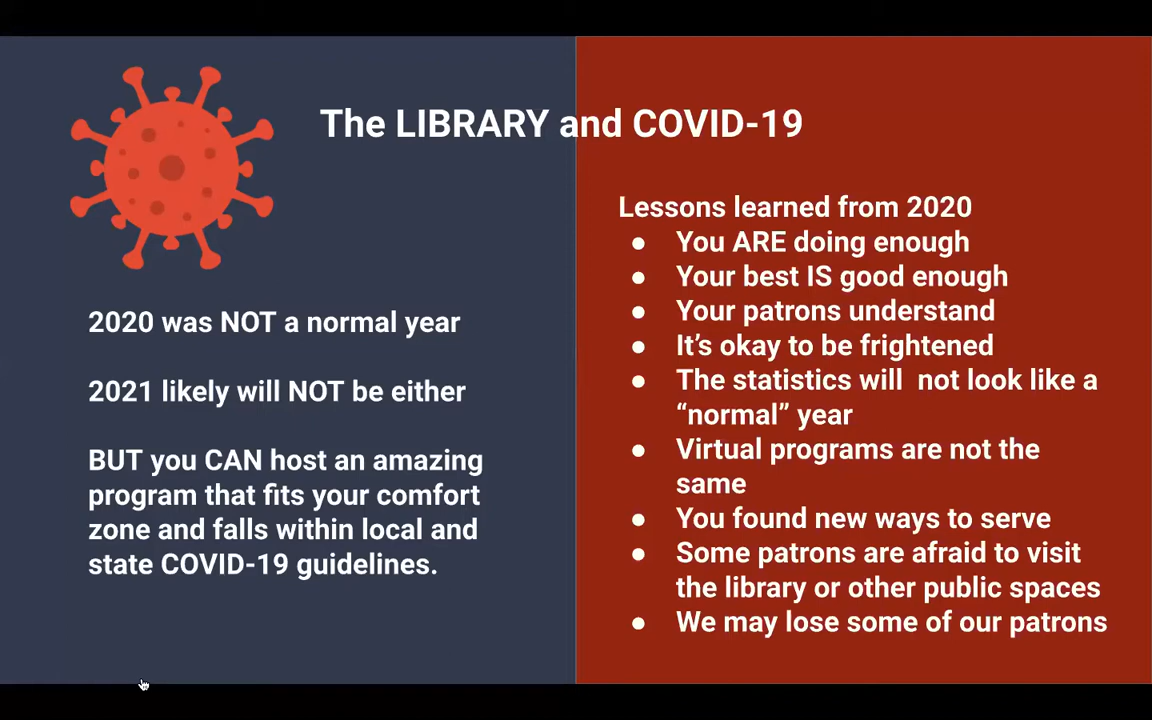 The LIBRARY and COVID-19
2020 was NOT a normal year
2021 likely will NOT be either
BUT you CAN host an amazing
program that fits your comfort
zone and falls within local and
state COVID-19 guidelines.
Lessons learned from 2020
● You ARE doing enough
● Your best IS good enough
● Your patrons understand
● It’s okay to be frightened
● The statistics will  not look like a
“normal” year
● Virtual programs are not the
same
● You found new ways to serve
● Some patrons are afraid to visit
the library or other public spaces
● We may lose some of our patrons